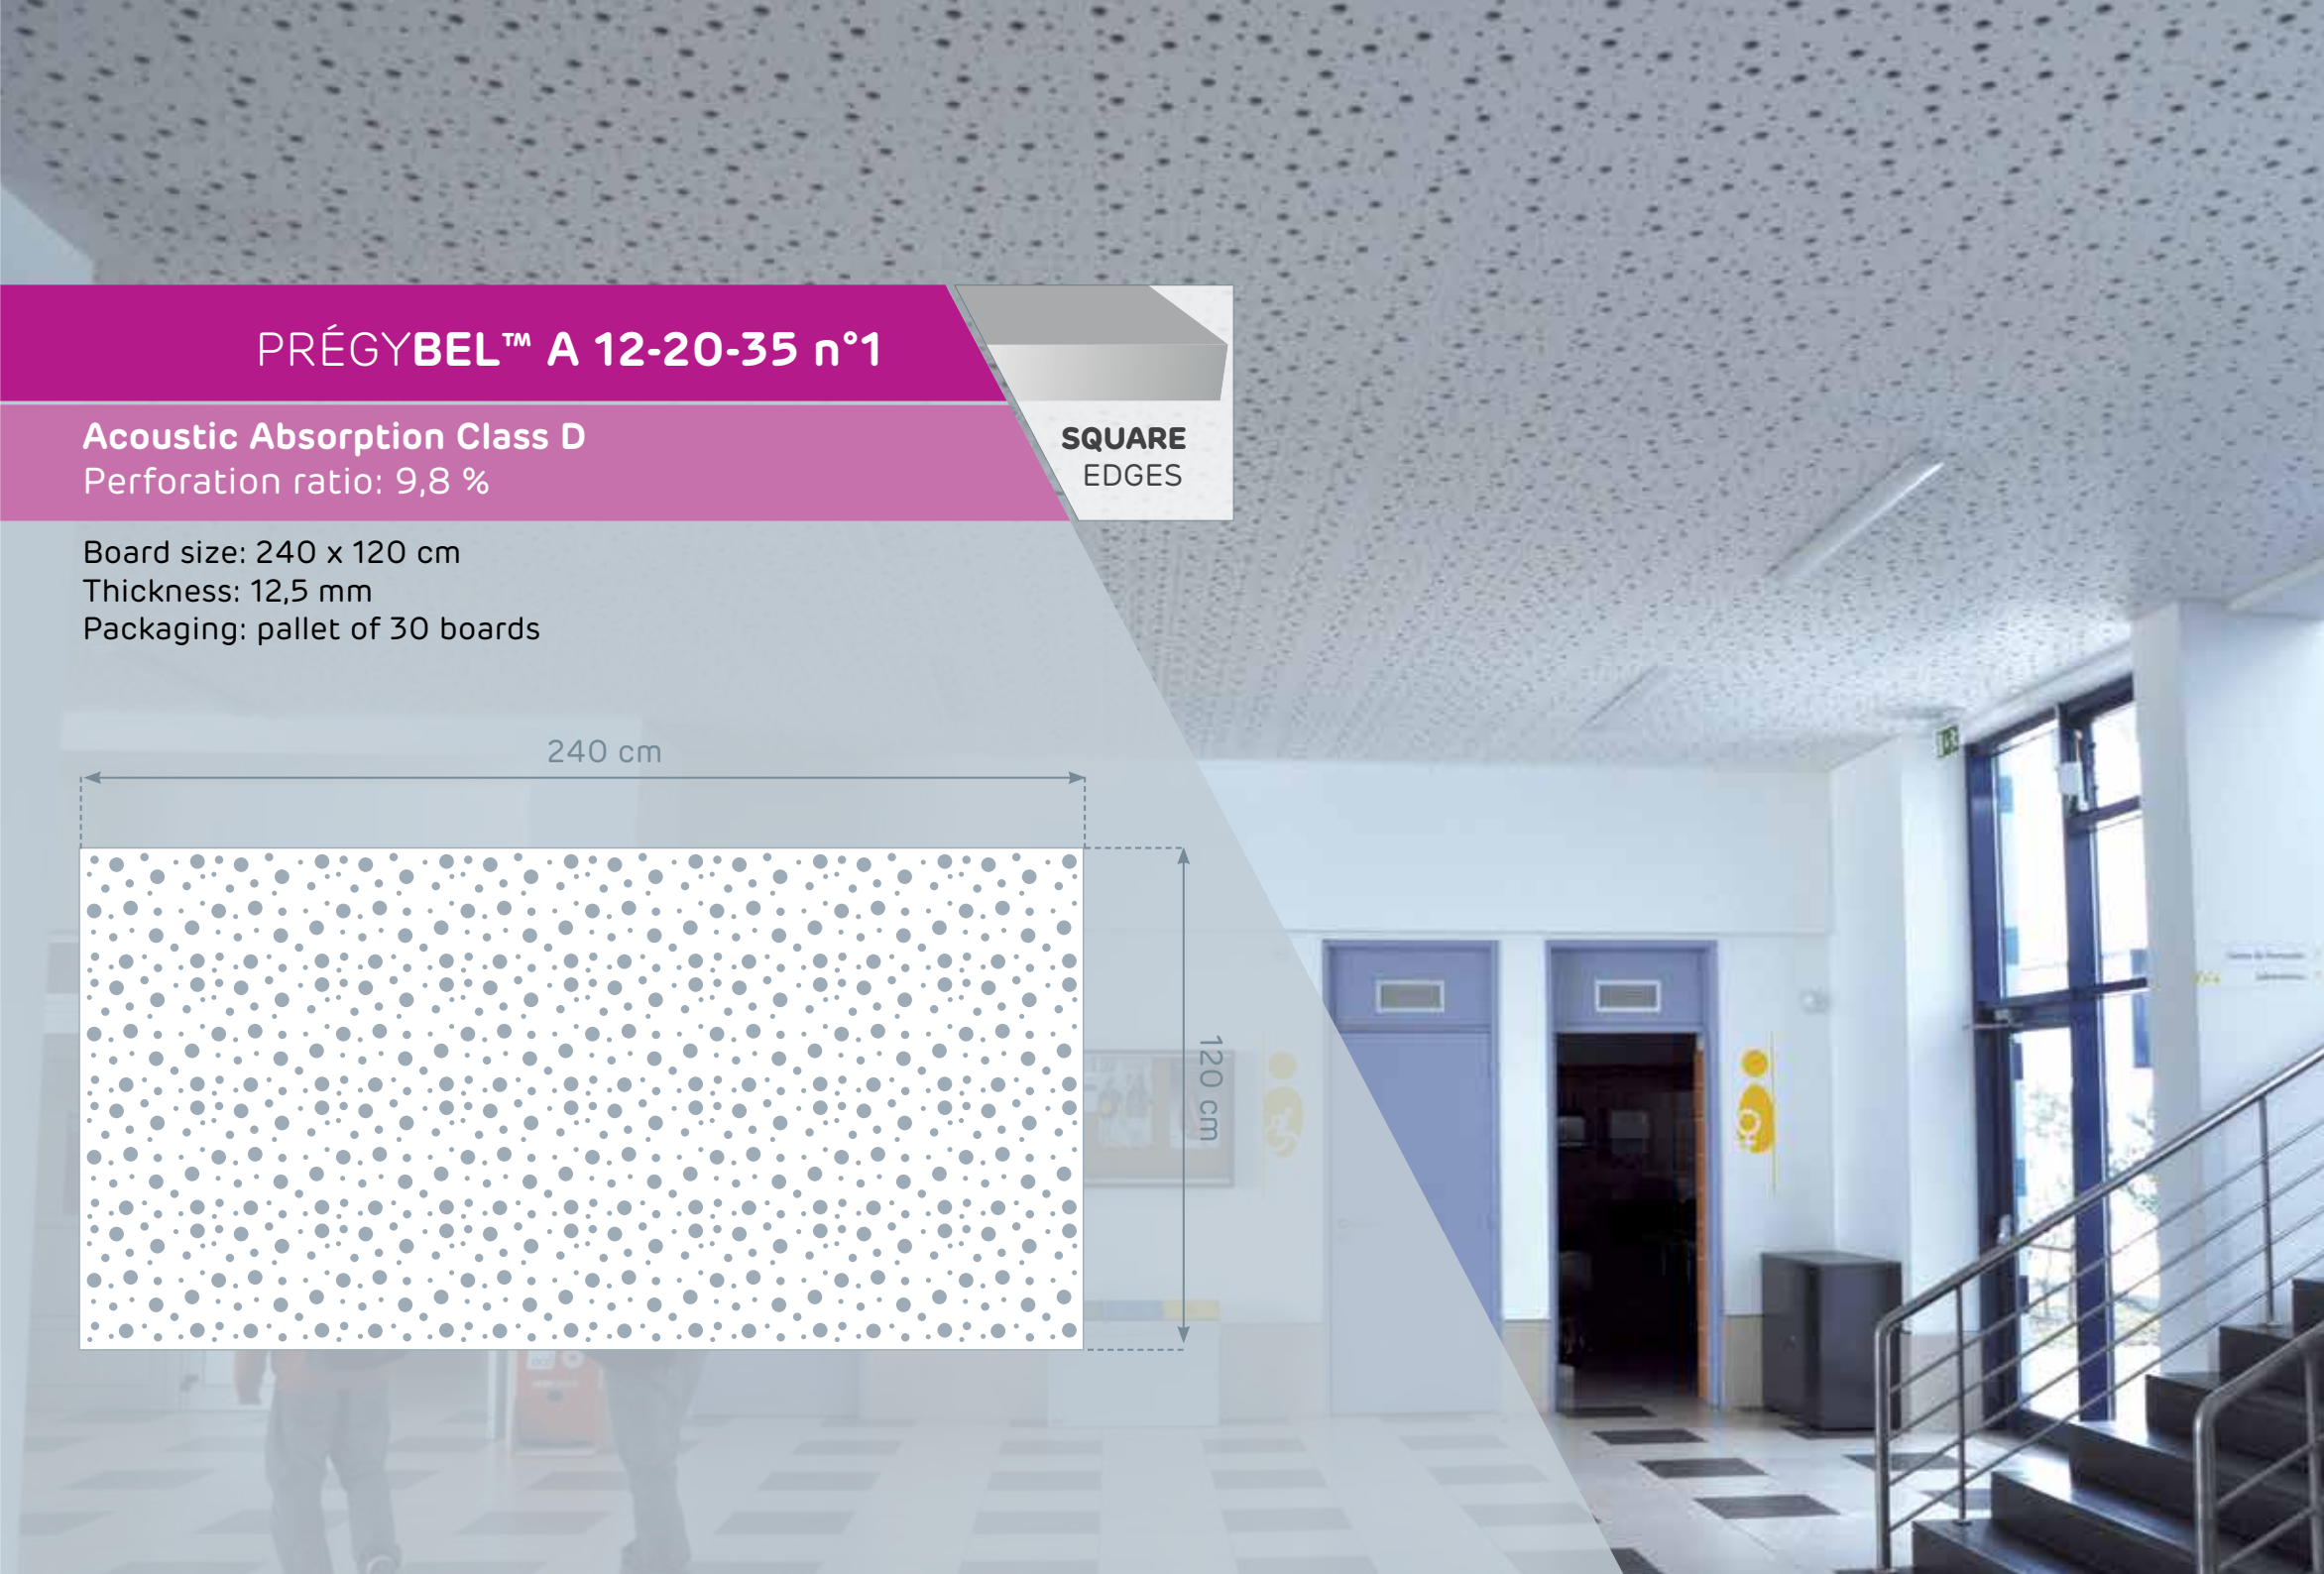 PRÉGYBEL™ A 12-20-35 n°1
Acoustic Absorption Class D
Perforation ratio: 9,8 %
SQUARE
EDGES
Board size: 240 x 120 cm
Thickness: 12,5 mm
Packaging: pallet of 30 boards
240 cm
120 cm